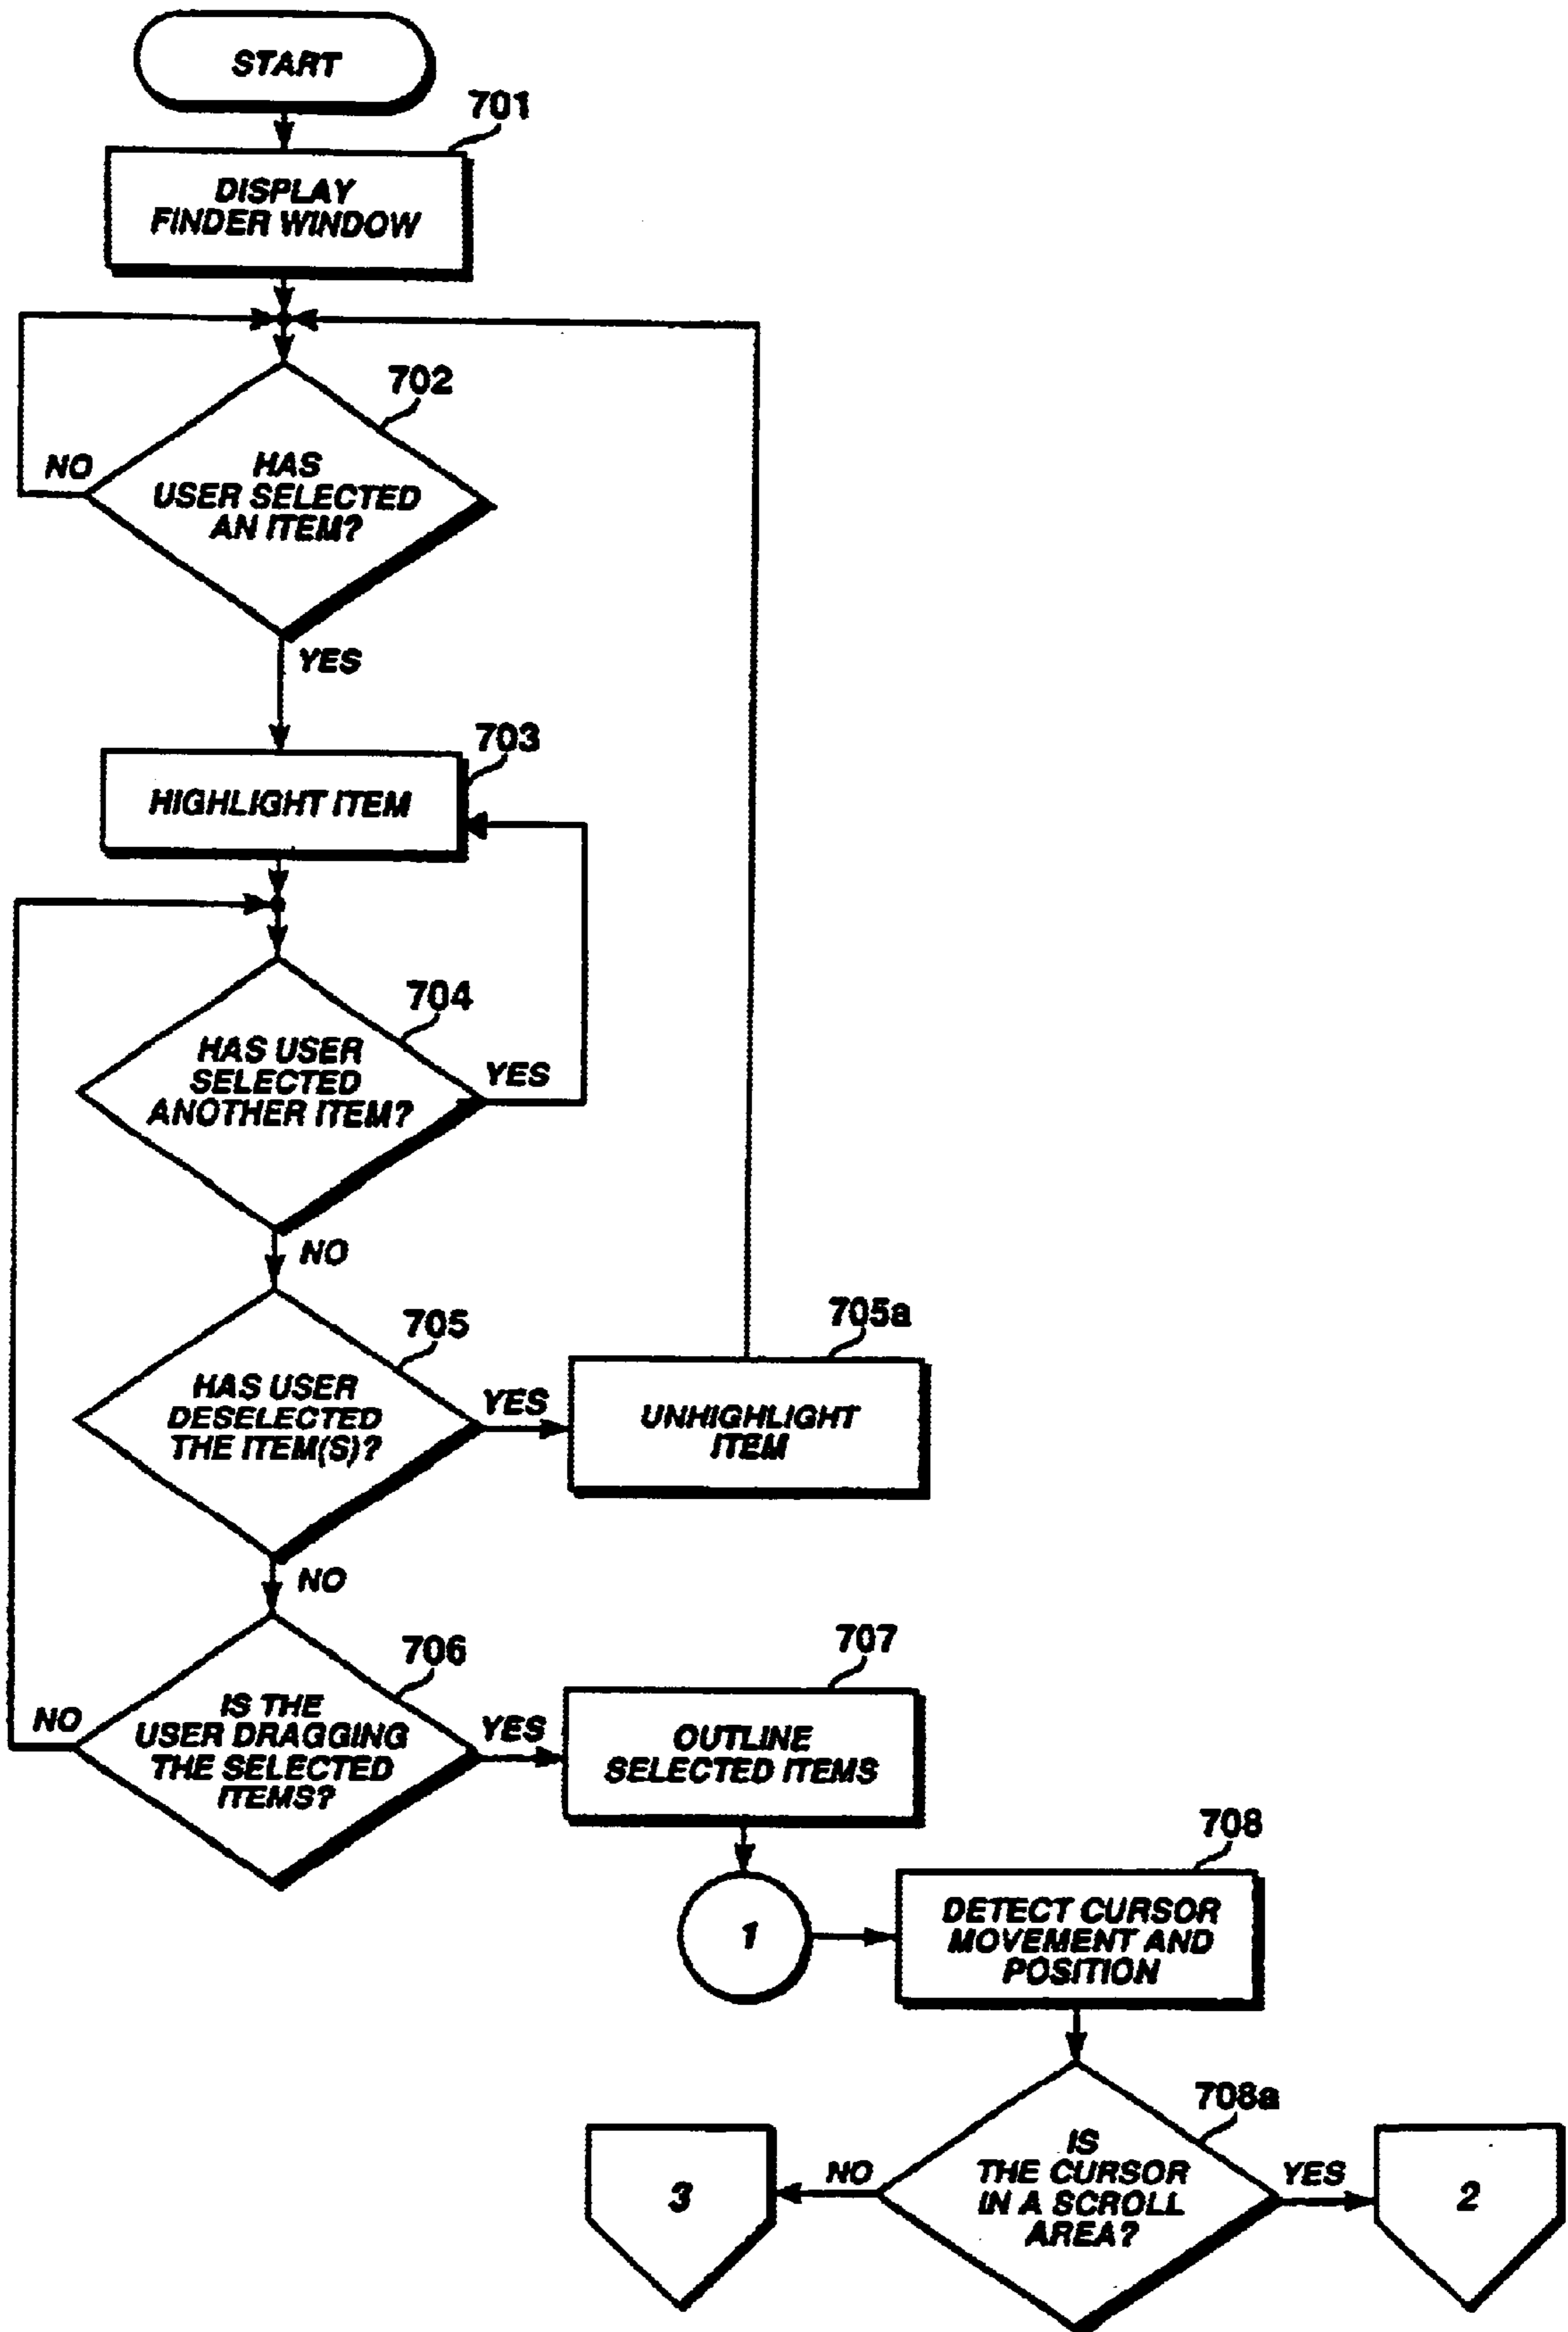 START
701
DISPLAY
FINDER WINDOW
702
NO
HAS
USER SELECTED
AN ITEM?
YES
703
HIGHLIGHT ITEM
704
HAS USER
SELECTED
ANOTHER ITEM?
YES
NO
705
HAS USER
DESELECTED
THE ITEM(S)?
YES
705a
UNHIGHLIGHT
ITEM
NO
706
NO
IS THE
USER DRAGGING
THE SELECTED
ITEMS?
YES
707
OUTLINE
SELECTED ITEMS
1
708
DETECT CURSOR
MOVEMENT AND
POSITION
708a
3
NO
IS
THE CURSOR
IN A SCROLL
AREA?
YES
2